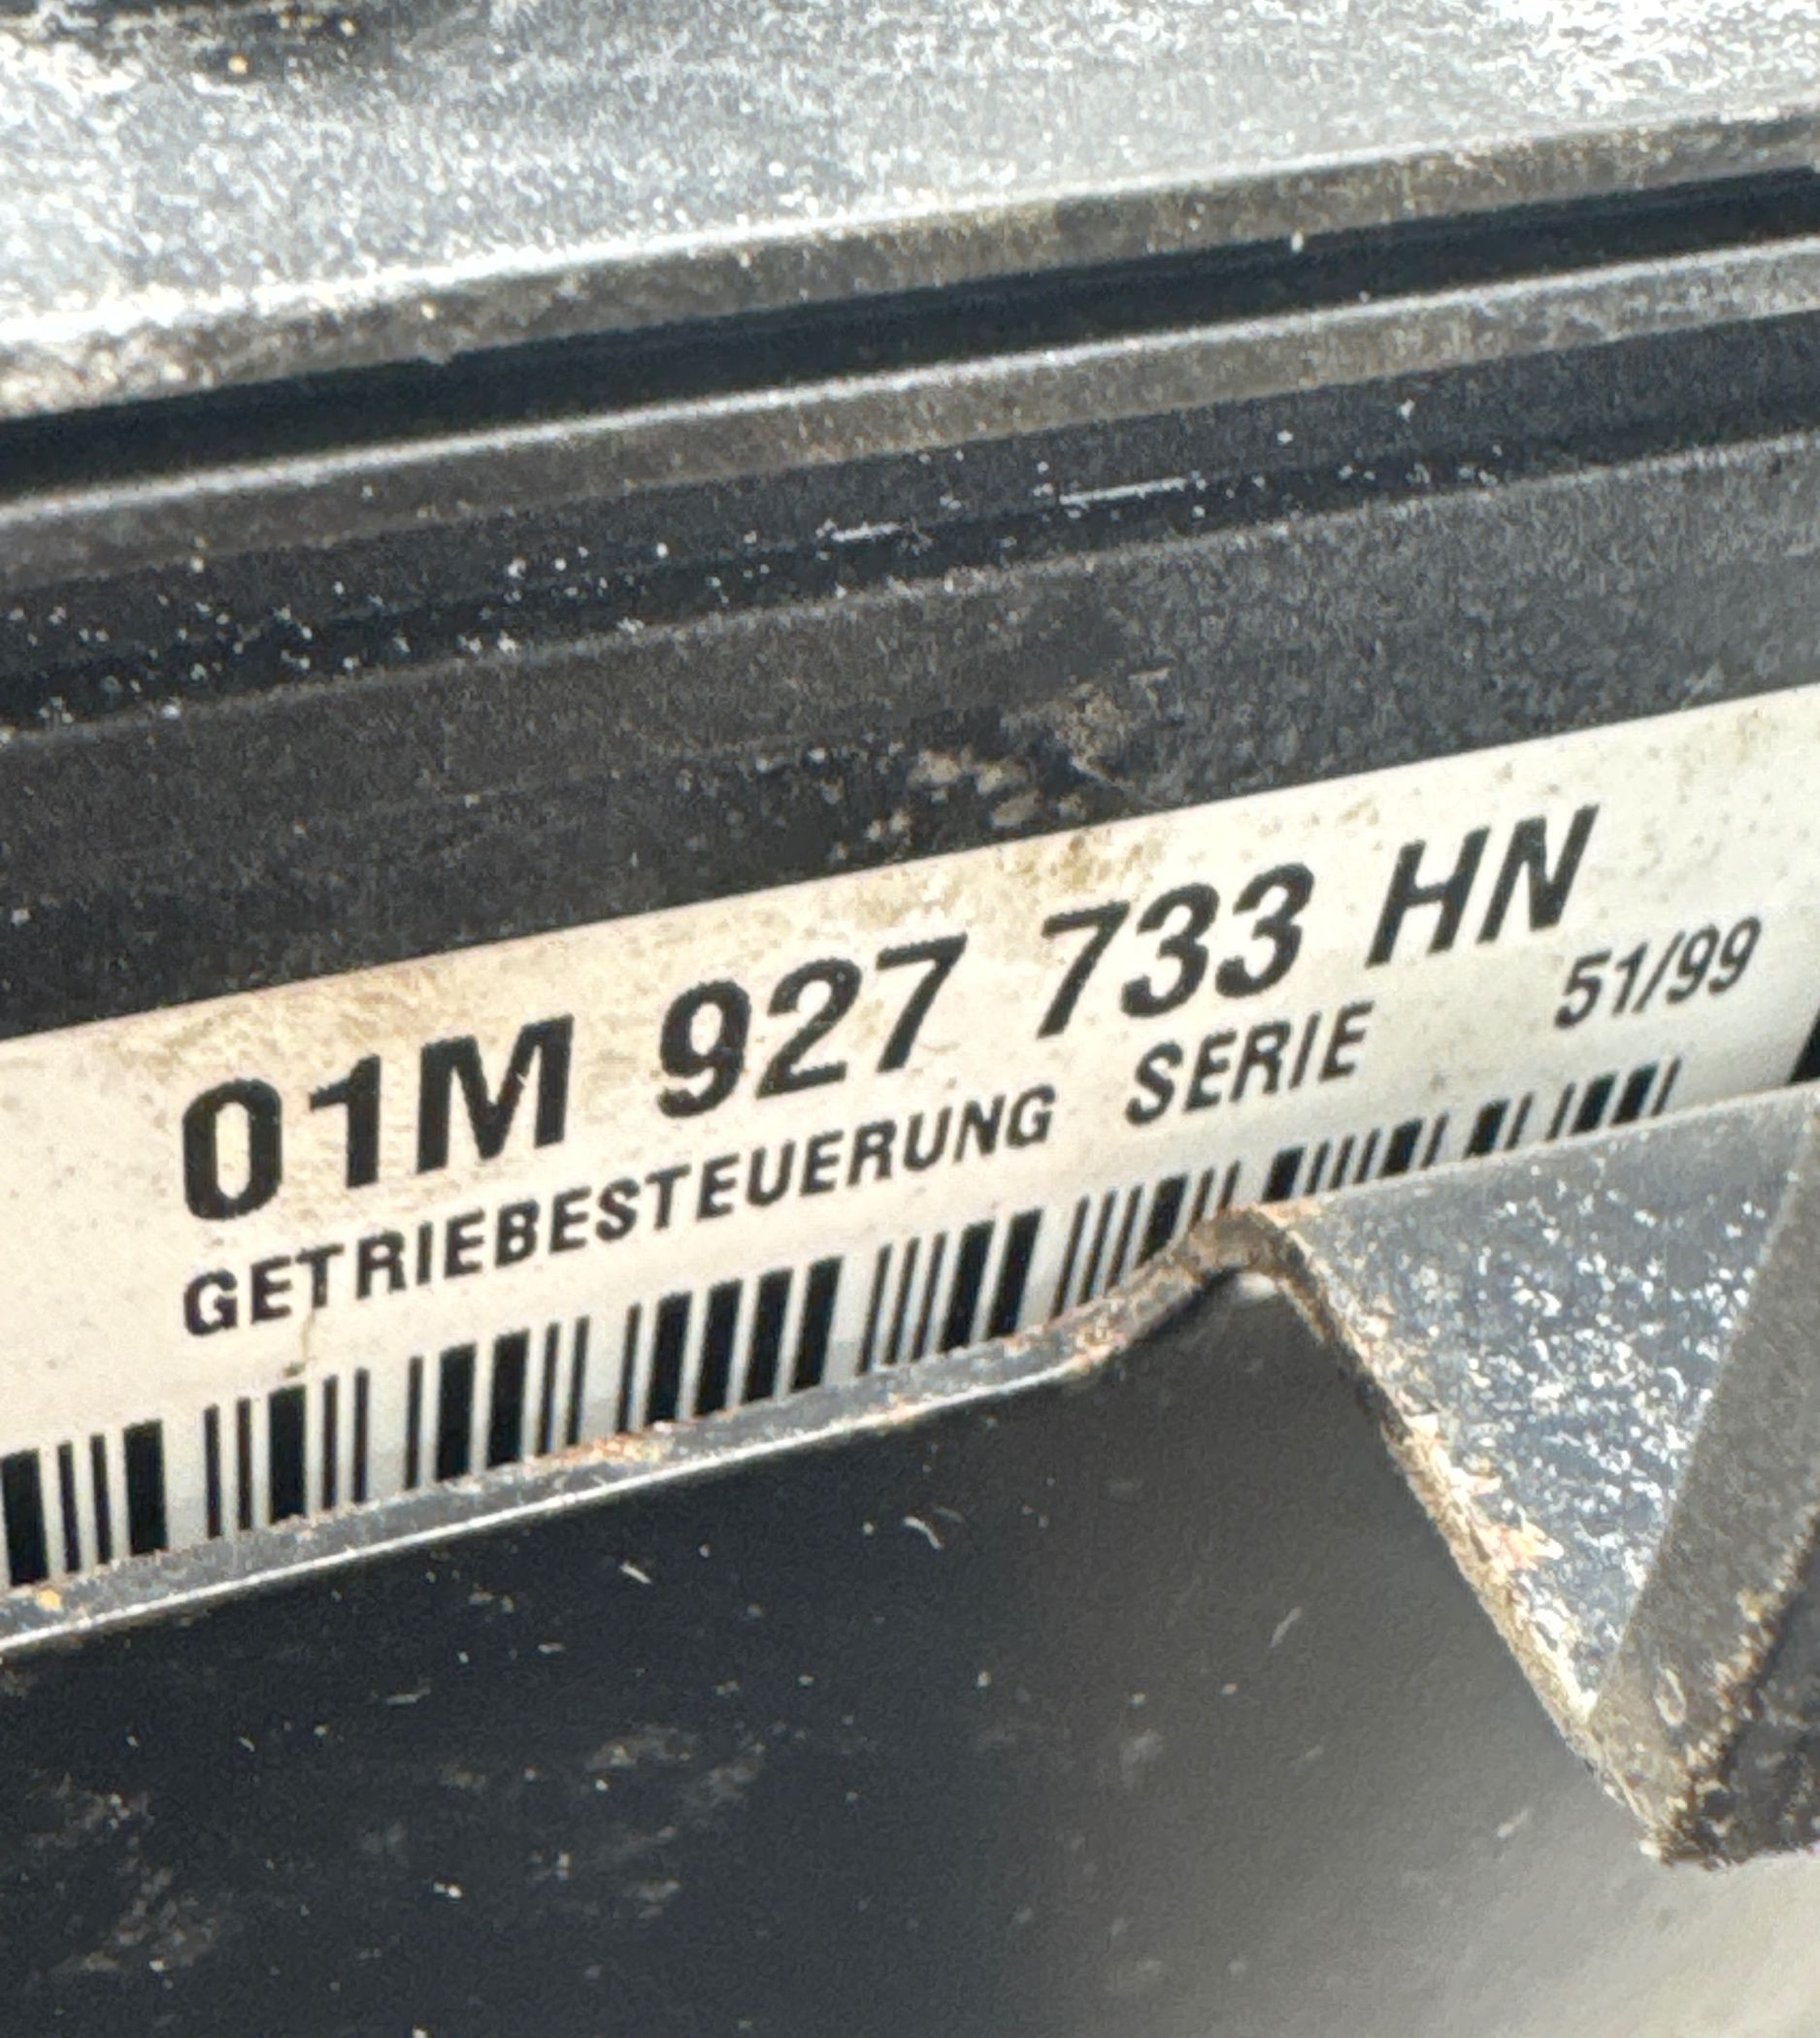 01M 927 733 HN
GETRIEBESTEUERUNG SERIE 51/99